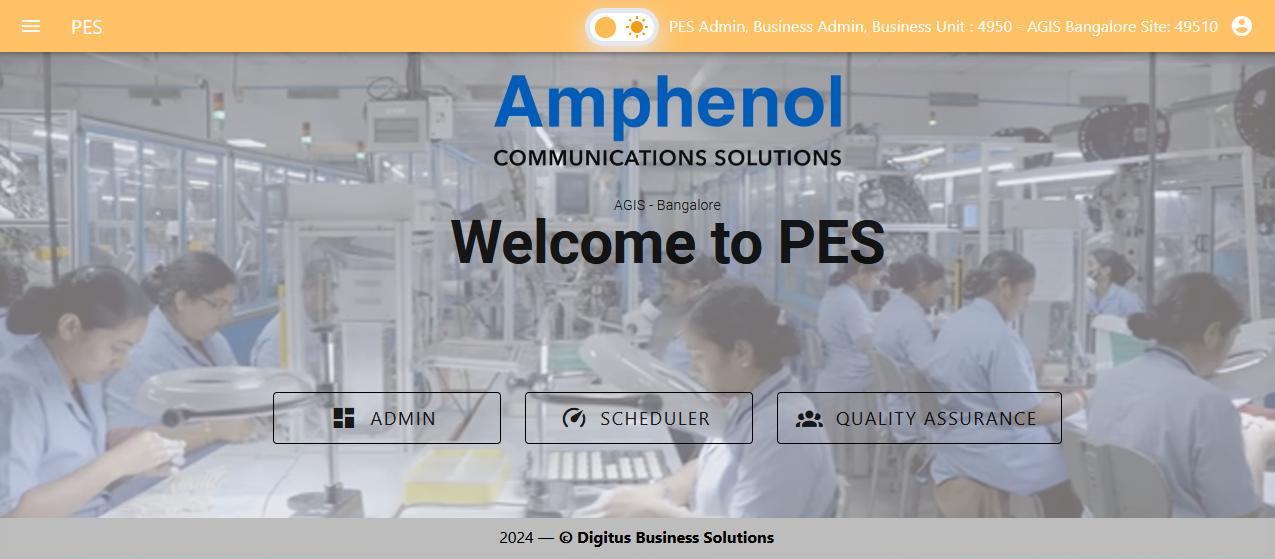 PES
PES Admin, Business Admin, Business Unit : 4950 - AGIS Bangalore Site: 49510
Amphenol
COMMUNICATIONS SOLUTIONS
AGIS - Bangalore
Welcome to PES
ADMIN
SCHEDULER
QUALITY ASSURANCE
2024 — © Digitus Business Solutions